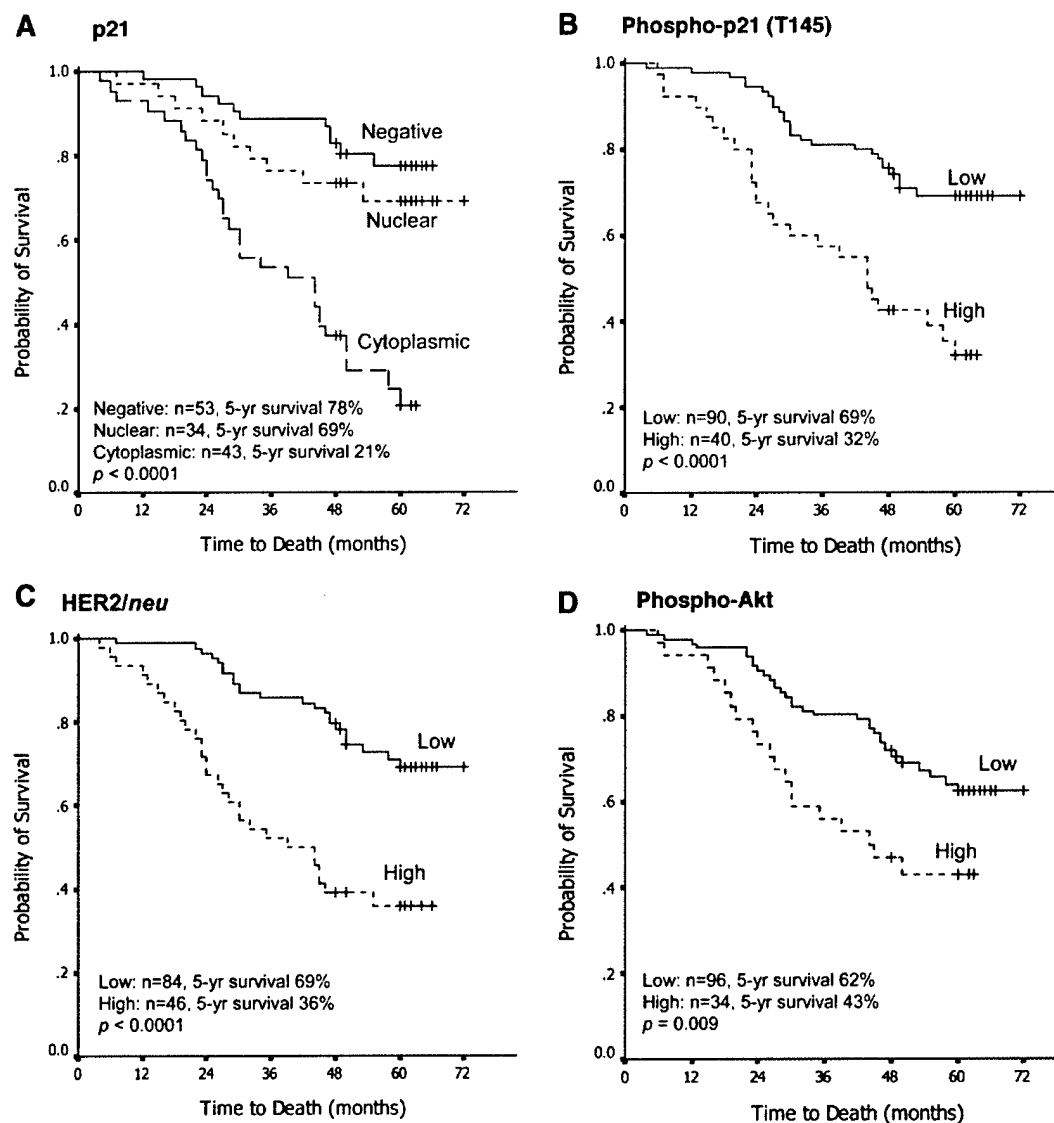 A p21
Probability of Survival
1.0
.8
.6
.4
.2
0.0
Negative
Nuclear
Cytoplasmic
Negative: n=53, 5-yr survival 78%
Nuclear: n=34, 5-yr survival 69%
Cytoplasmic: n=43, 5-yr survival 21%
p < 0.0001
0 12 24 36 48 60 72
Time to Death (months)
B Phospho-p21 (T145)
Probability of Survival
1.0
.8
.6
.4
.2
0.0
Low
High
Low: n=90, 5-yr survival 69%
High: n=40, 5-yr survival 32%
p < 0.0001
0 12 24 36 48 60 72
Time to Death (months)
C HER2/neu
Probability of Survival
1.0
.8
.6
.4
.2
0.0
Low
High
Low: n=84, 5-yr survival 69%
High: n=46, 5-yr survival 36%
p < 0.0001
0 12 24 36 48 60 72
Time to Death (months)
D Phospho-Akt
Probability of Survival
1.0
.8
.6
.4
.2
0.0
Low
High
Low: n=96, 5-yr survival 62%
High: n=34, 5-yr survival 43%
p = 0.009
0 12 24 36 48 60 72
Time to Death (months)